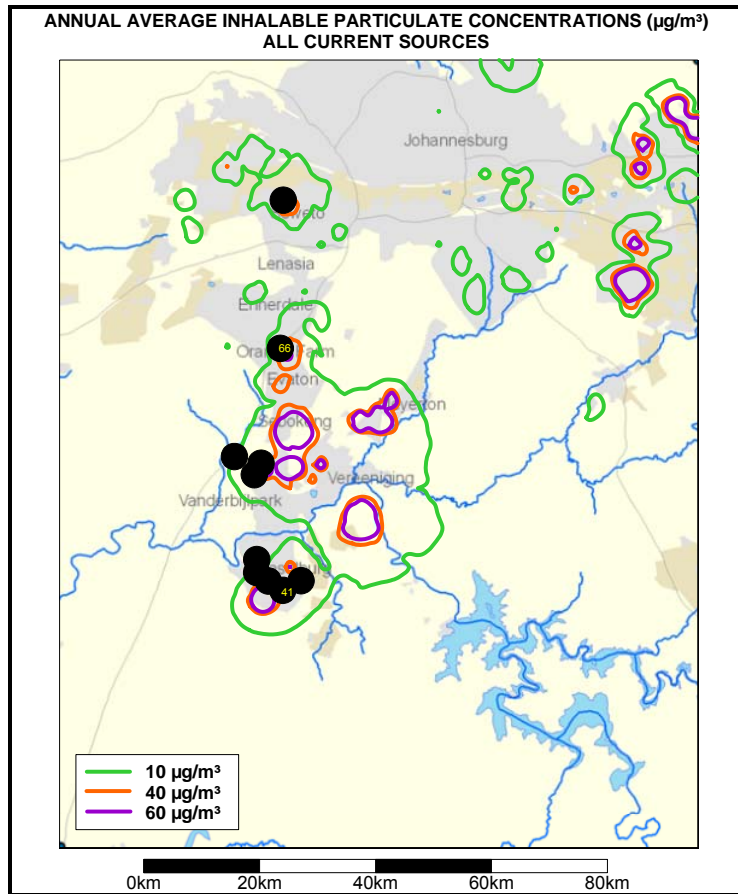 ANNUAL AVERAGE INHALABLE PARTICULATE CONCENTRATIONS (µg/m³)
ALL CURRENT SOURCES
Johannesburg
Lenasia
Ennerdale
66
Evaton
Vereeniging
Vanderbijlpark
41
10 µg/m³
40 µg/m³
60 µg/m³
0km 20km 40km 60km 80km